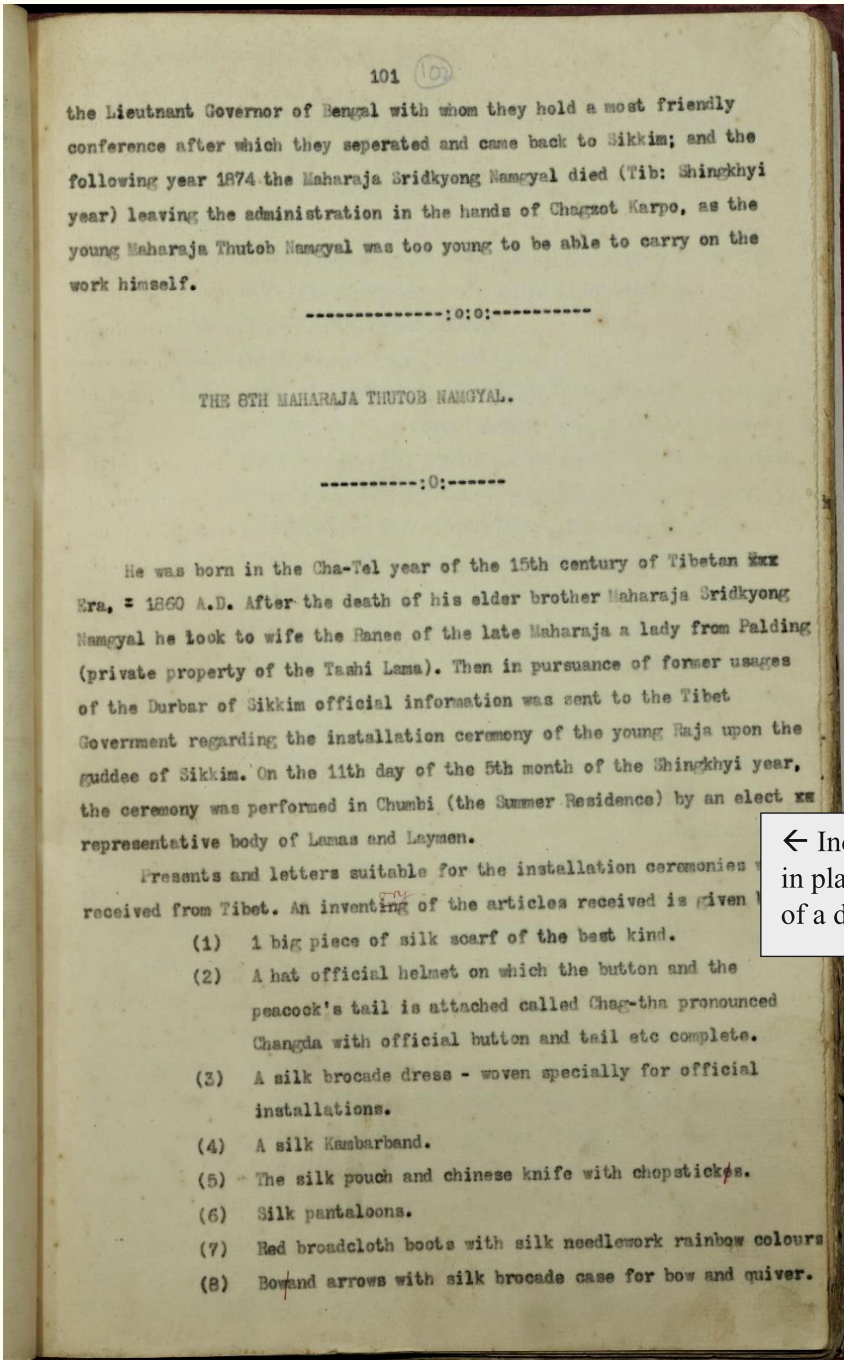 101 (102)
the Lieutnant Governor of Bengal with whom they hold a most friendly
conference after which they seperated and came back to Sikkim; and the
following year 1874 the Maharaja Sridkyong Namgyal died (Tib: Shingkhyi
year) leaving the administration in the hands of Chagzot Karpo, as the
young Maharaja Thutob Namgyal was too young to be able to carry on the
work himself.
--------------:o:o:----------
THE 8TH MAHARAJA THUTOB NAMGYAL.
----------:O:------
He was born in the Cha-Tel year of the 15th century of Tibetan xxx
Era, = 1860 A.D. After the death of his elder brother Maharaja Sridkyong
Namgyal he took to wife the Ranee of the late Maharaja a lady from Palding
(private property of the Tashi Lama). Then in pursuance of former usages
of the Durbar of Sikkim official information was sent to the Tibet
Government regarding the installation ceremony of the young Raja upon the
guddee of Sikkim. On the 11th day of the 5th month of the Shingkhyi year,
the ceremony was performed in Chumbi (the Summer Residence) by an elect xx
representative body of Lamas and Laymen.
Presents and letters suitable for the installation ceremonies
ory
received from Tibet. An inventing of the articles received is given
(1) 1 big piece of silk scarf of the best kind.
(2) A hat official helmet on which the button and the
peacock's tail is attached called Chag-tha pronounced
Changda with official button and tail etc complete.
(3) A silk brocade dress - woven specially for official
installations.
(4) A silk Kambarband.
(5) The silk pouch and chinese knife with chopstickes.
(6) Silk pantaloons.
(7) Red broadcloth boots with silk needlework rainbow colours
(8) Bowand arrows with silk brocade case for bow and quiver.
←
in
of a